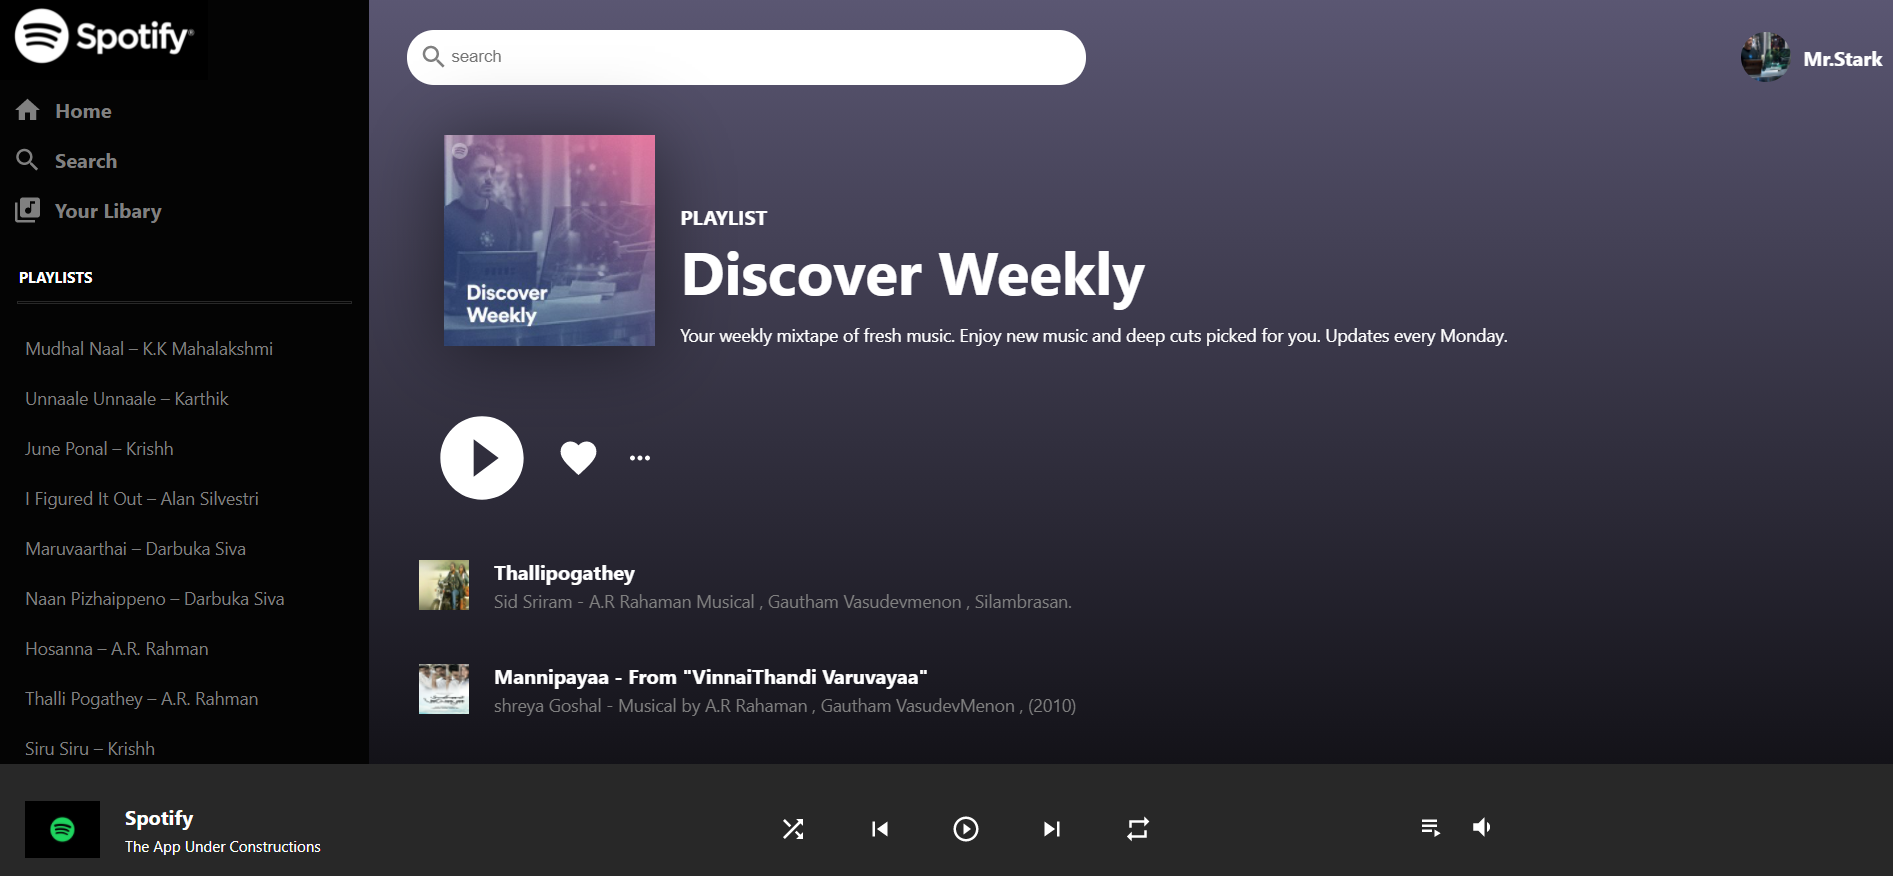 Spotify®
Home
Search
Your Libary
PLAYLISTS
Mudhal Naal – K.K Mahalakshmi
Unnaale Unnaale – Karthik
June Ponal – Krishh
I Figured It Out – Alan Silvestri
Maruvaarthai – Darbuka Siva
Naan Pizhaippeno – Darbuka Siva
Hosanna – A.R. Rahman
Thalli Pogathey – A.R. Rahman
Siru Siru – Krishh
search
Mr.Stark
Discover
Weekly
PLAYLIST
Discover Weekly
Your weekly mixtape of fresh music. Enjoy new music and deep cuts picked for you. Updates every Monday.
Thallipogathey
Sid Sriram - A.R Rahaman Musical , Gautham Vasudevmenon , Silambrasan.
Mannipayaa - From "VinnaiThandi Varuvayaa"
shreya Goshal - Musical by A.R Rahaman , Gautham VasudevMenon , (2010)
Spotify
The App Under Constructions